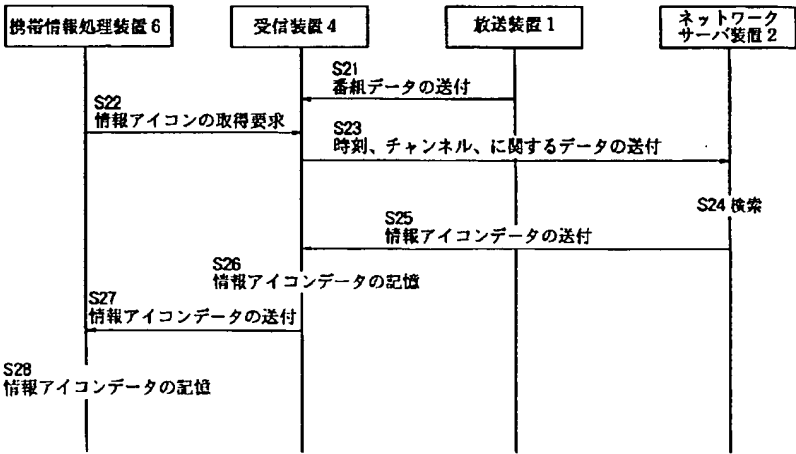 携帯情報処理装置6
受信装置4
放送装置1
ネットワーク
サーバ装置2
S21
番組データの送付
S22
情報アイコンの取得要求
S23
時刻、チャンネル、に関するデータの送付
S24 検索
S25
情報アイコンデータの送付
S26
情報アイコンデータの記憶
S27
情報アイコンデータの送付
S28
情報アイコンデータの記憶